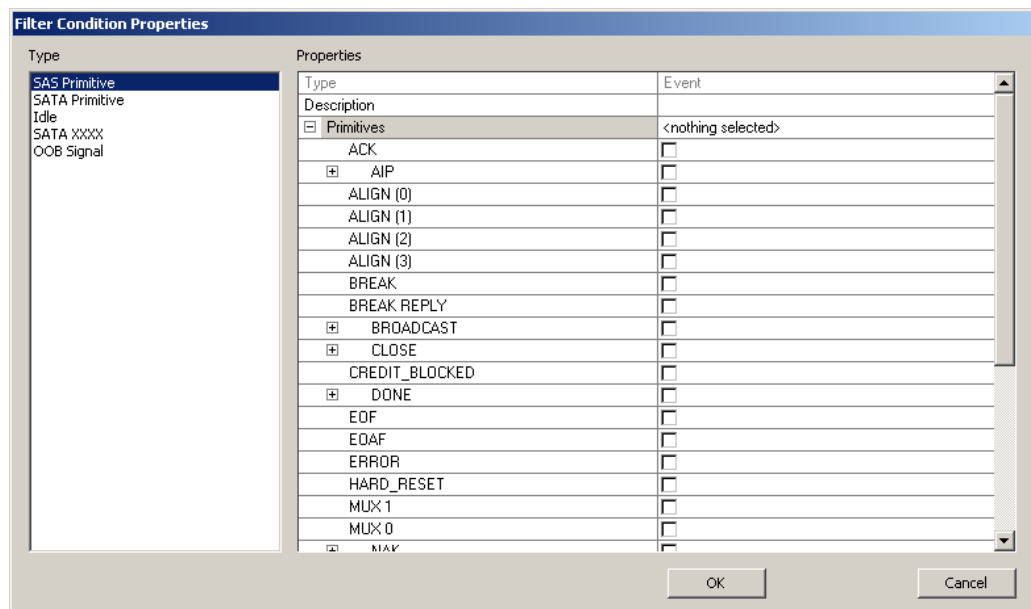 Filter Condition Properties
Type
SAS Primitive
SATA Primitive
Idle
SATA XXXX
OOB Signal
Properties
Type Event
Description
Primitives <nothing selected>
ACK
AIP
ALIGN (0)
ALIGN (1)
ALIGN (2)
ALIGN (3)
BREAK
BREAK REPLY
BROADCAST
CLOSE
CREDIT_BLOCKED
DONE
EOF
EOAF
ERROR
HARD_RESET
MUX 1
MUX 0
NAK
OK Cancel